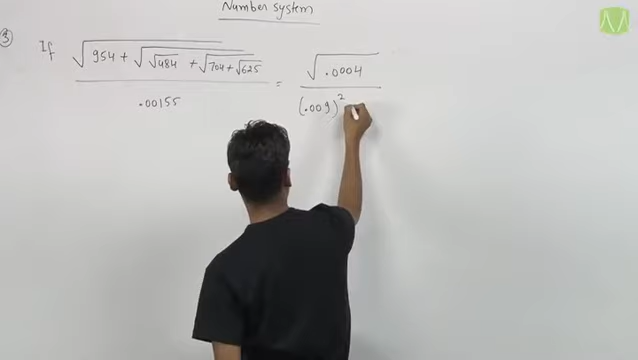 Number system
3
If √954 + √√484 + √704 + √625 / .00155 = √.0004 / (.009)²